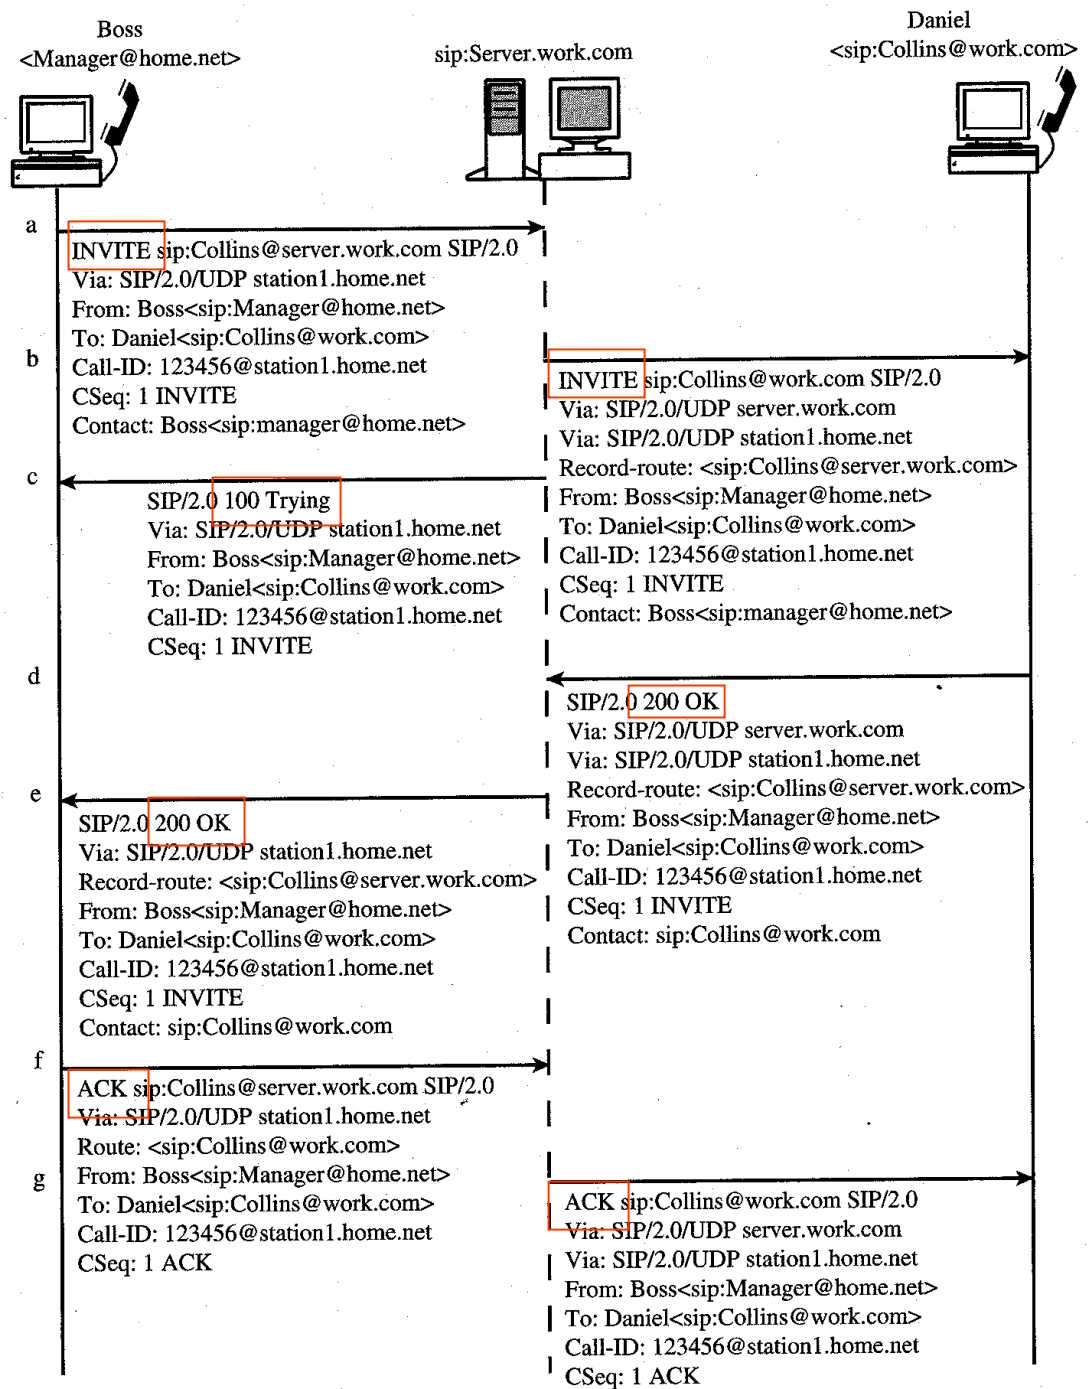 Boss
<Manager@home.net>
sip:Server.work.com
Daniel
<sip:Collins@work.com>
a
INVITE sip:Collins@server.work.com SIP/2.0
Via: SIP/2.0/UDP station1.home.net
From: Boss<sip:Manager@home.net>
To: Daniel<sip:Collins@work.com>
Call-ID: 123456@station1.home.net
CSeq: 1 INVITE
Contact: Boss<sip:manager@home.net>
b
INVITE sip:Collins@work.com SIP/2.0
Via: SIP/2.0/UDP server.work.com
Via: SIP/2.0/UDP station1.home.net
Record-route: <sip:Collins@server.work.com>
From: Boss<sip:Manager@home.net>
To: Daniel<sip:Collins@work.com>
Call-ID: 123456@station1.home.net
CSeq: 1 INVITE
Contact: Boss<sip:manager@home.net>
c
SIP/2.0 100 Trying
Via: SIP/2.0/UDP station1.home.net
From: Boss<sip:Manager@home.net>
To: Daniel<sip:Collins@work.com>
Call-ID: 123456@station1.home.net
CSeq: 1 INVITE
d
SIP/2.0 200 OK
Via: SIP/2.0/UDP server.work.com
Via: SIP/2.0/UDP station1.home.net
Record-route: <sip:Collins@server.work.com>
From: Boss<sip:Manager@home.net>
To: Daniel<sip:Collins@work.com>
Call-ID: 123456@station1.home.net
CSeq: 1 INVITE
Contact: sip:Collins@work.com
e
SIP/2.0 200 OK
Via: SIP/2.0/UDP station1.home.net
Record-route: <sip:Collins@server.work.com>
From: Boss<sip:Manager@home.net>
To: Daniel<sip:Collins@work.com>
Call-ID: 123456@station1.home.net
CSeq: 1 INVITE
Contact: sip:Collins@work.com
f
ACK sip:Collins@server.work.com SIP/2.0
Via: SIP/2.0/UDP station1.home.net
Route: <sip:Collins@work.com>
From: Boss<sip:Manager@home.net>
To: Daniel<sip:Collins@work.com>
Call-ID: 123456@station1.home.net
CSeq: 1 ACK
g
ACK sip:Collins@work.com SIP/2.0
Via: SIP/2.0/UDP server.work.com
Via: SIP/2.0/UDP station1.home.net
From: Boss<sip:Manager@home.net>
To: Daniel<sip:Collins@work.com>
Call-ID: 123456@station1.home.net
CSeq: 1 ACK